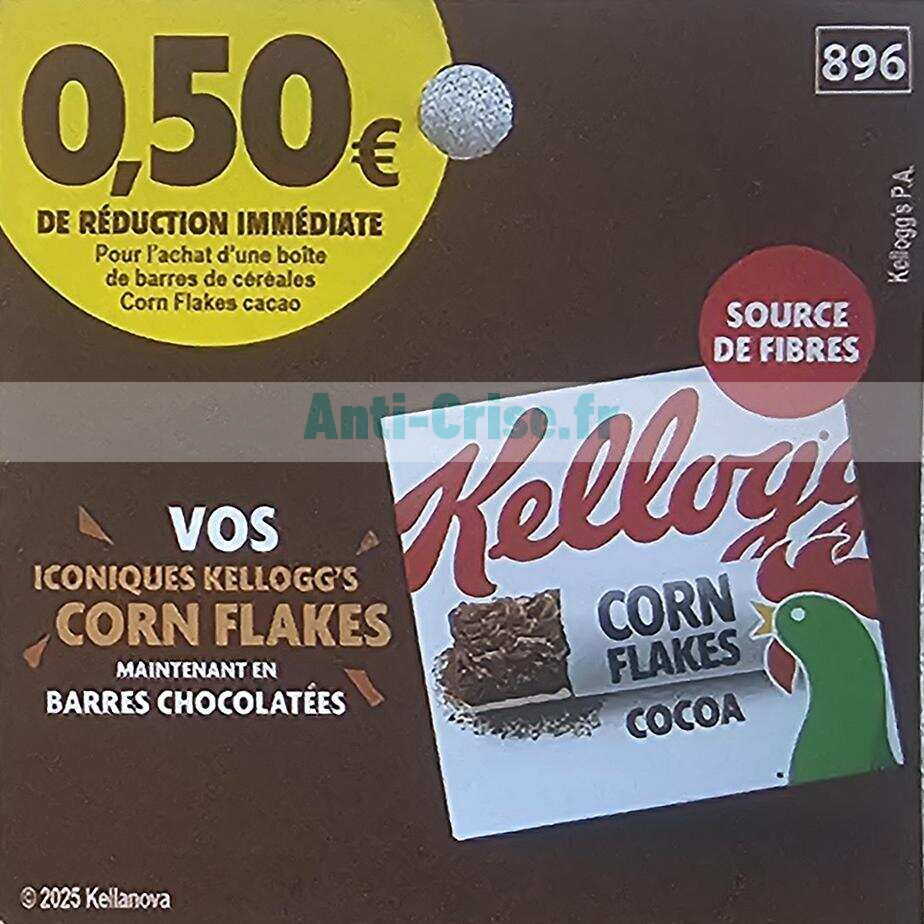 0,50€
DE RÉDUCTION IMMÉDIATE
Pour l'achat d'une boîte
de barres de céréales
Corn Flakes cacao
896
Kellogg's P.A.
SOURCE
DE FIBRES
Anti-Crise.fr
Kellogg's
CORN
FLAKES
COCOA
VOS
ICONIQUES KELLOGG'S
CORN FLAKES
MAINTENANT EN
BARRES CHOCOLATÉES
© 2025 Kellanova